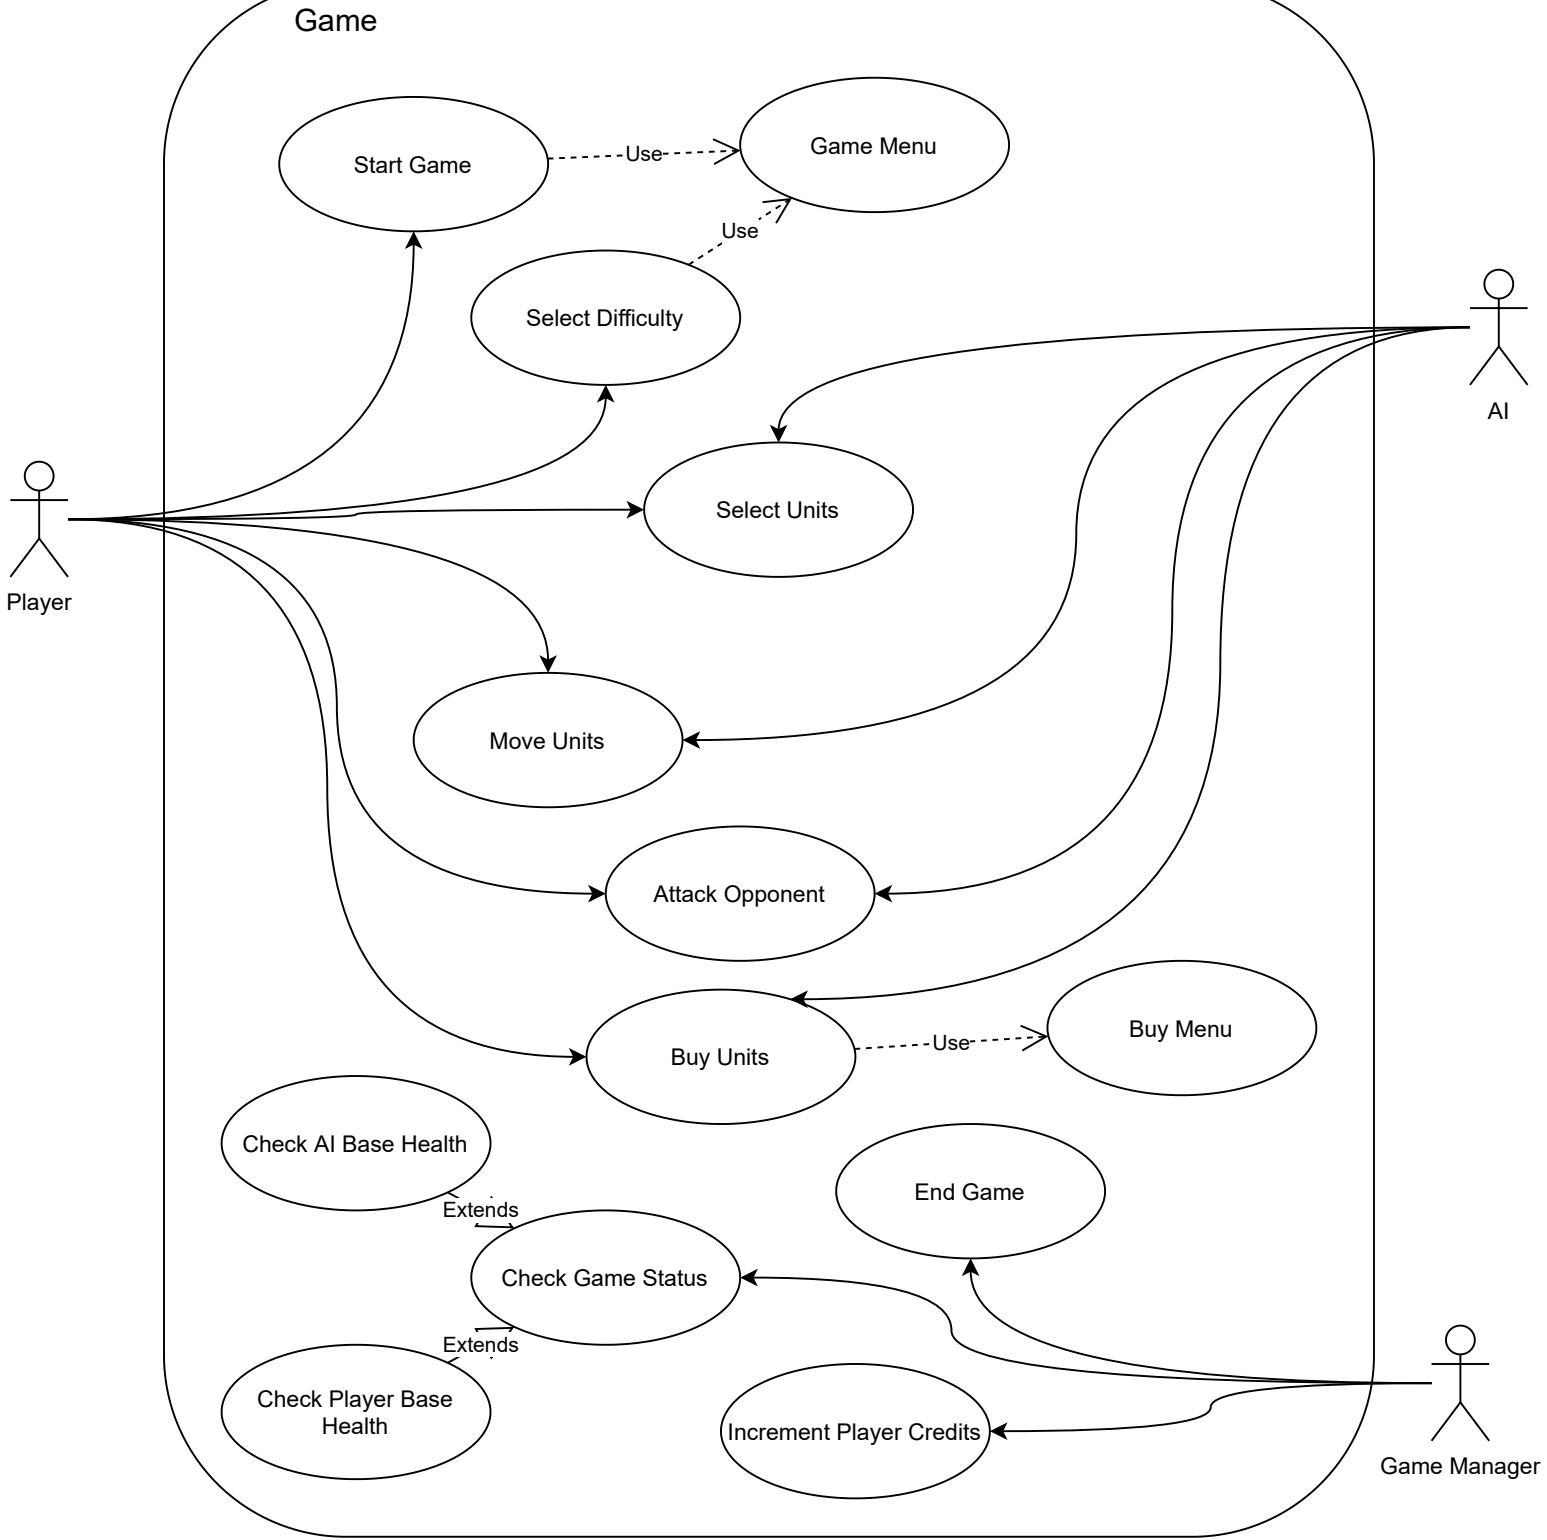 Game
Game Menu
Start Game
Use
Use
Select Difficulty
AI
Select Units
Player
Move Units
Attack Opponent
Buy Menu
Use
Buy Units
Check AI Base Health
End Game
Extends
Check Game Status
Extends
Check Player Base
Health
Increment Player Credits
Game Manager